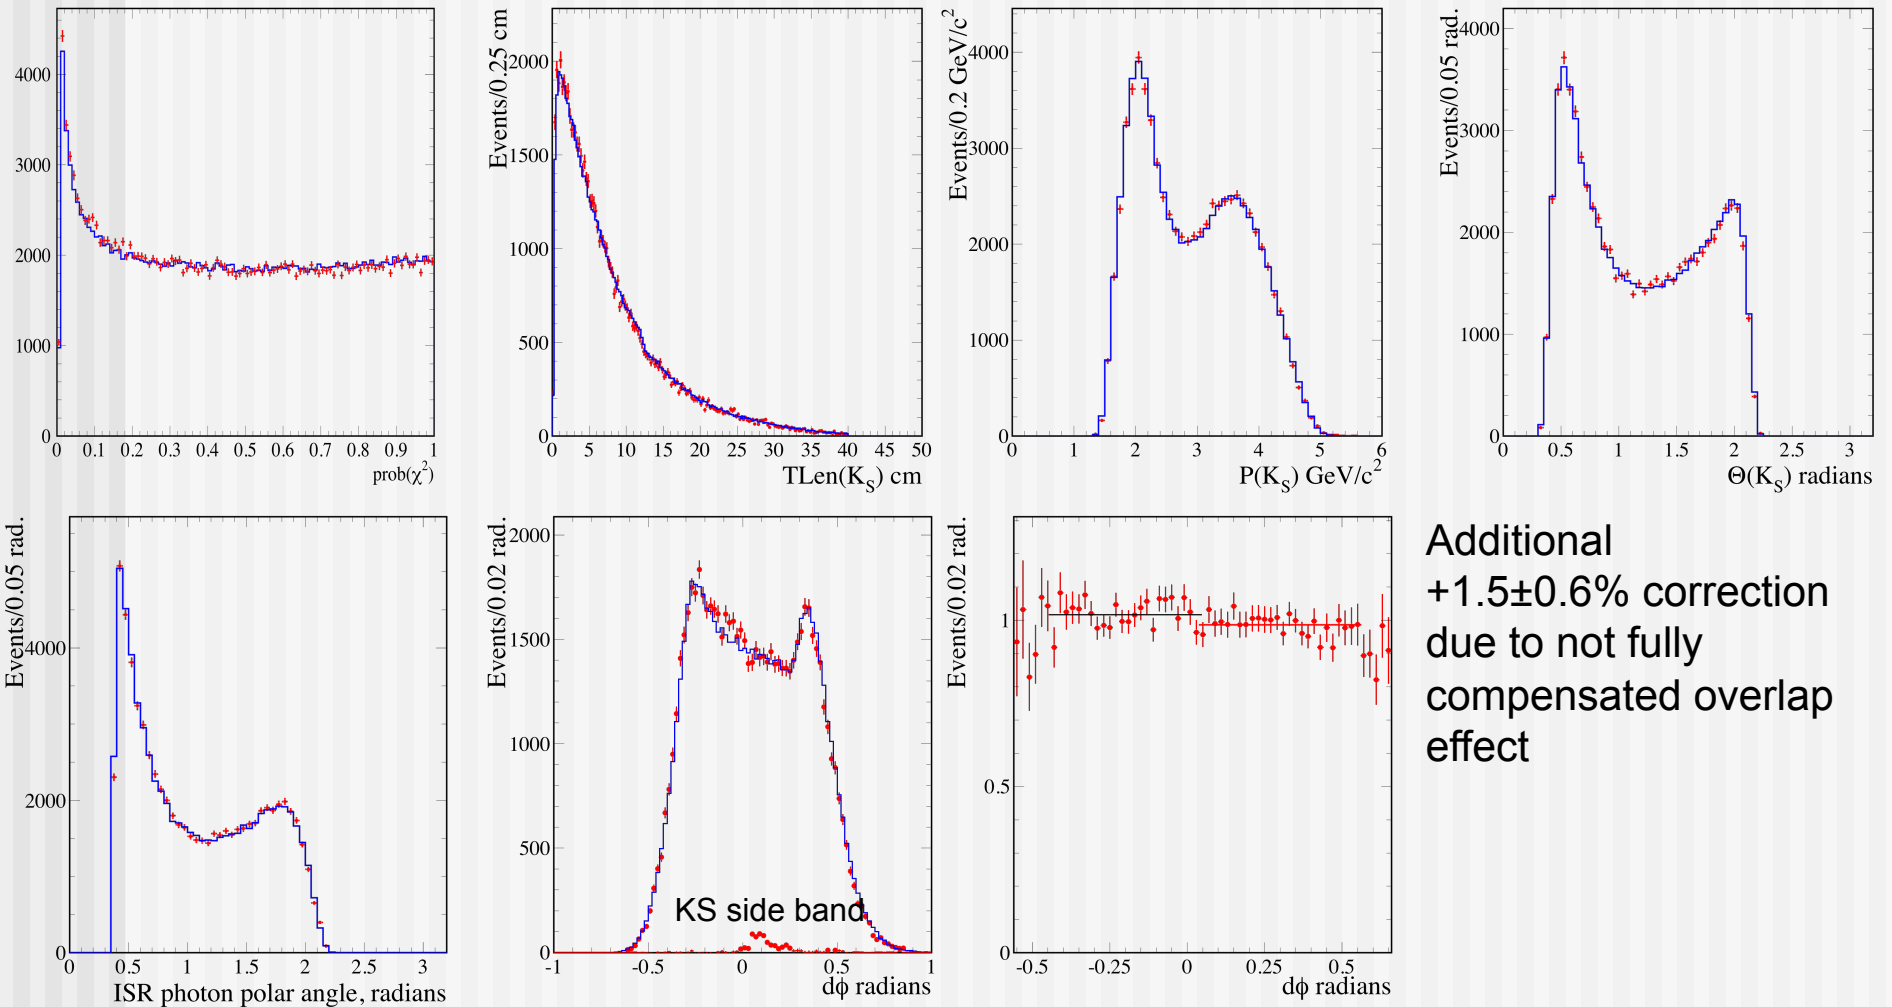 Events/0.25 cm
Events/0.2 GeV/c²
Events/0.05 rad.
4000
3000
2000
1000
0
0.1 0.2 0.3 0.4 0.5 0.6 0.7 0.8 0.9 1
prob(χ²)
2000
1500
1000
500
0
0 5 10 15 20 25 30 35 40 45 50
TLen(K_S) cm
4000
3000
2000
1000
0
0 1 2 3 4 5 6
P(K_S) GeV/c²
4000
3000
2000
1000
0
0 0.5 1 1.5 2 2.5 3
Θ(K_S) radians
Events/0.05 rad.
4000
2000
0
0 0.5 1 1.5 2 2.5 3
ISR photon polar angle, radians
Events/0.02 rad.
2000
1500
1000
500
0
KS side band
-1 -0.5 0 0.5 1
dϕ radians
Events/0.02 rad.
1
0.5
0
-0.5 -0.25 0 0.25 0.5
dϕ radians
Additional
+1.5±0.6% correction
due to not fully
compensated overlap
effect